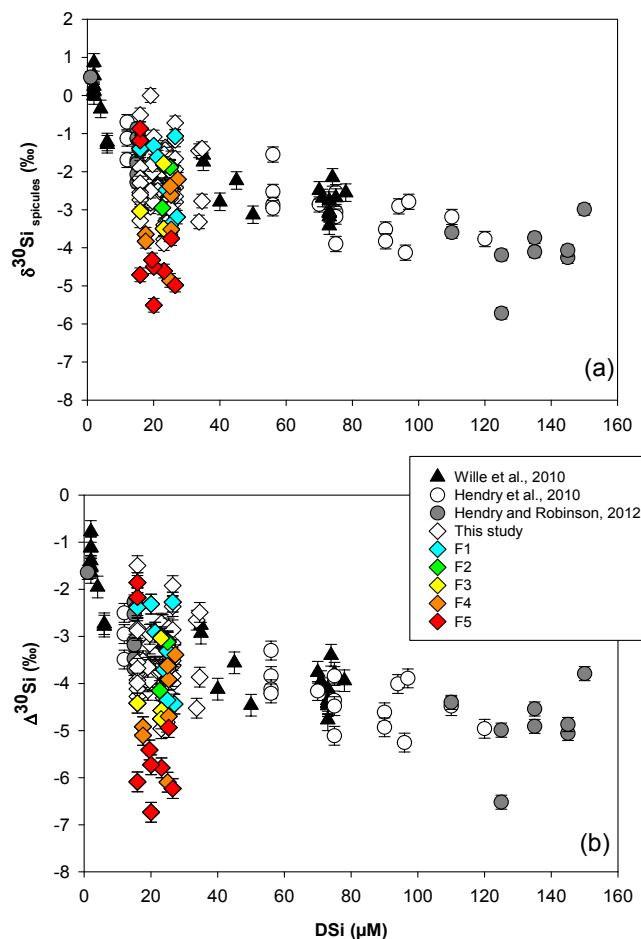 2
1
0
-1
-2
-3
-4
-5
-6
-7
-8
δ³⁰Si spicules (‰)
0 20 40 60 80 100 120 140 160
(a)
0
-1
-2
-3
-4
-5
-6
-7
-8
Δ³⁰Si (‰)
Wille et al., 2010
Hendry et al., 2010
Hendry and Robinson, 2012
This study
F1
F2
F3
F4
F5
(b)
0 20 40 60 80 100 120 140 160
DSi (µM)